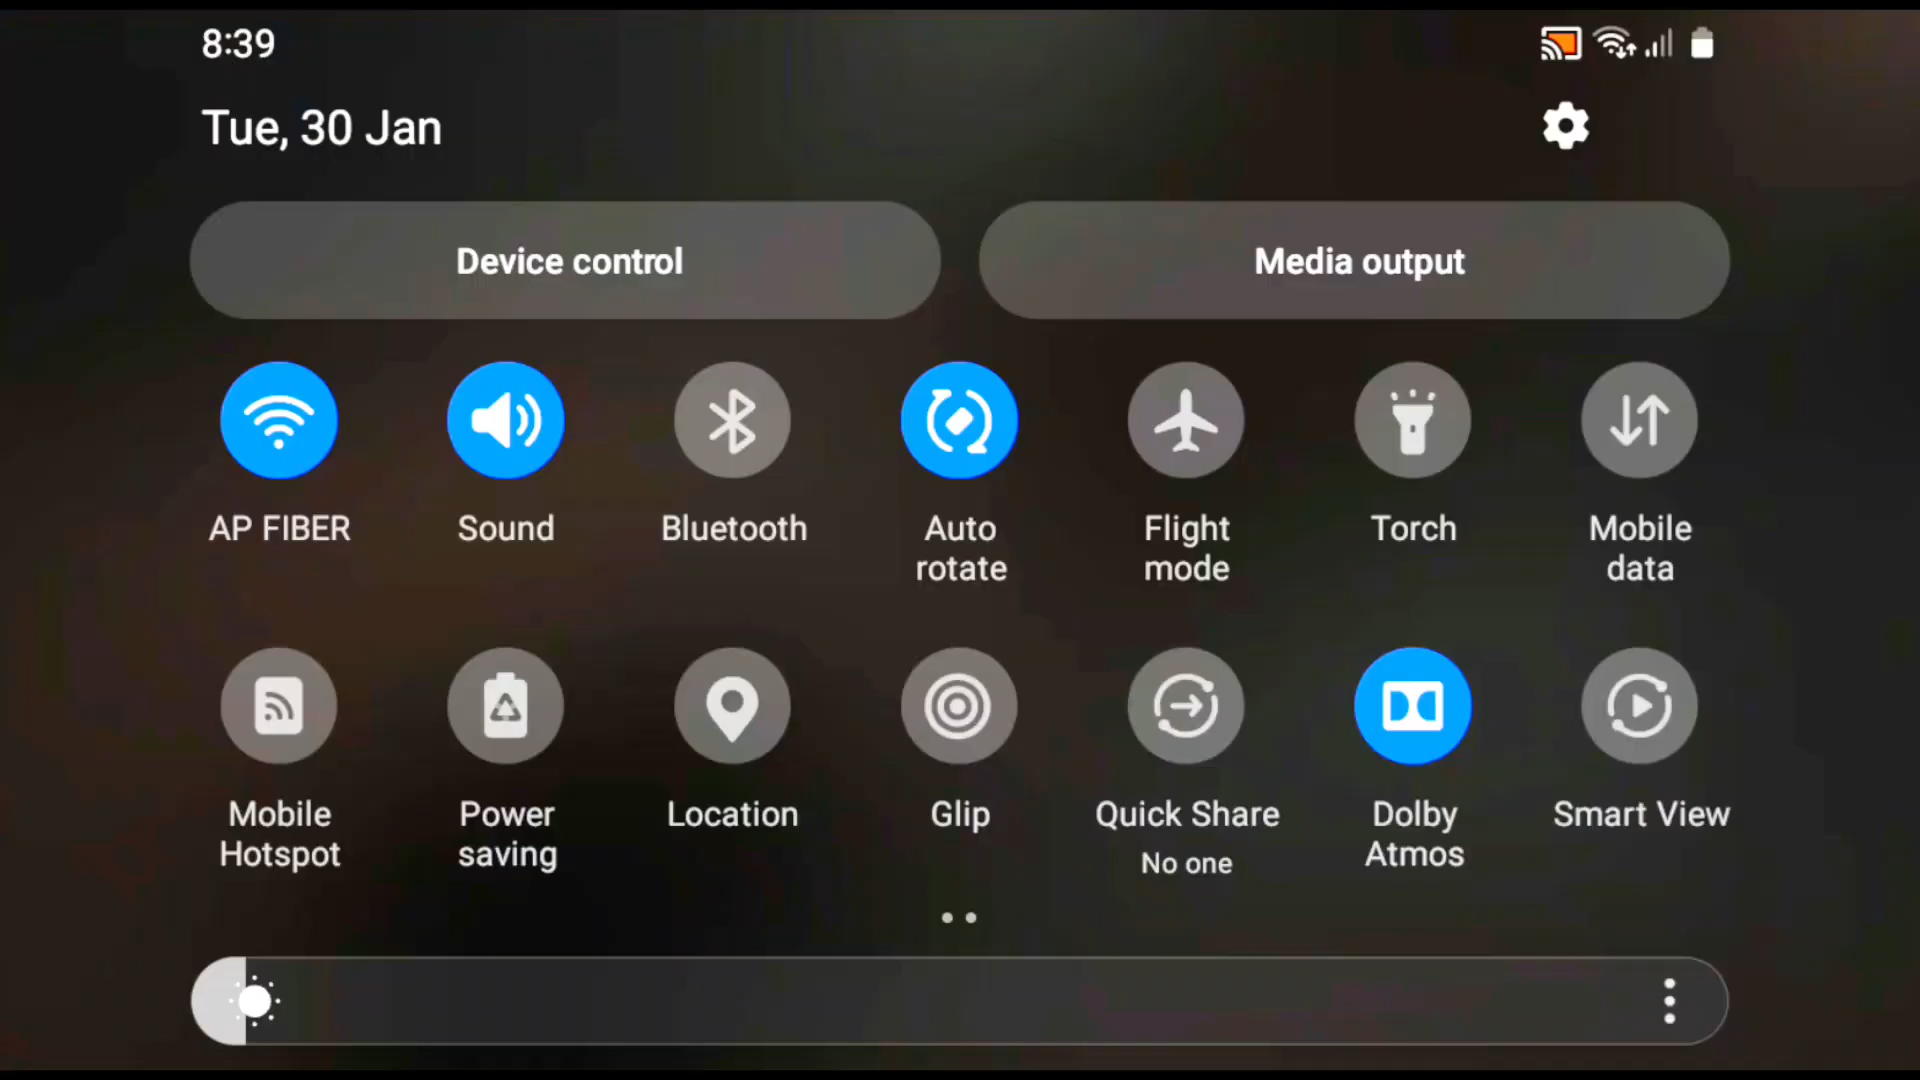 8:39
Tue, 30 Jan
Device control
Media output
AP FIBER
Sound
Bluetooth
Auto
rotate
Flight
mode
Torch
Mobile
data
Mobile
Hotspot
Power
saving
Location
Glip
Quick Share
No one
Dolby
Atmos
Smart View